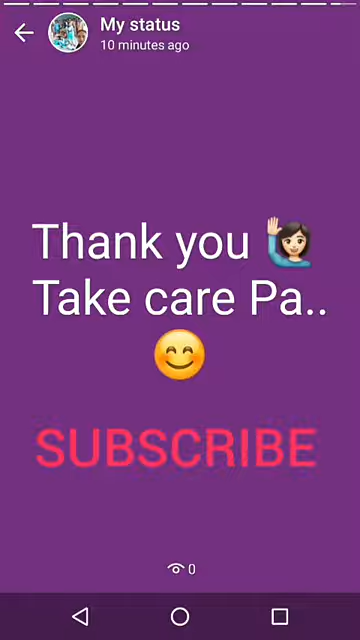 My status
10 minutes ago
Thank you 🙋🏻‍♀️
Take care Pa..
😊
SUBSCRIBE
0